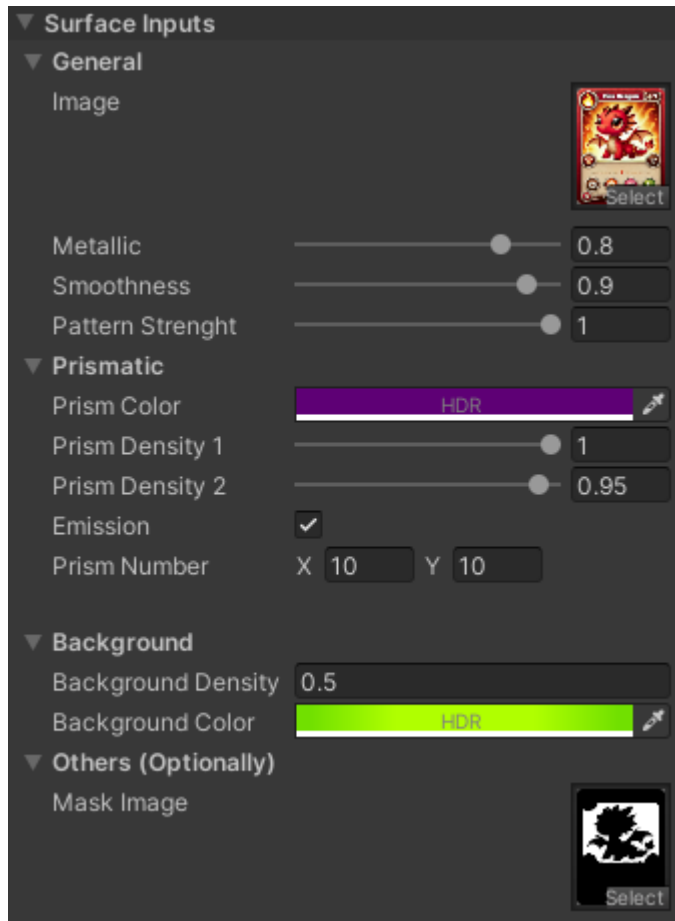 Surface Inputs
General
Image
Select
Metallic 0.8
Smoothness 0.9
Pattern Strenght 1
Prismatic
Prism Color HDR
Prism Density 1 1
Prism Density 2 0.95
Emission
Prism Number X 10 Y 10
Background
Background Density 0.5
Background Color HDR
Others (Optionally)
Mask Image
Select